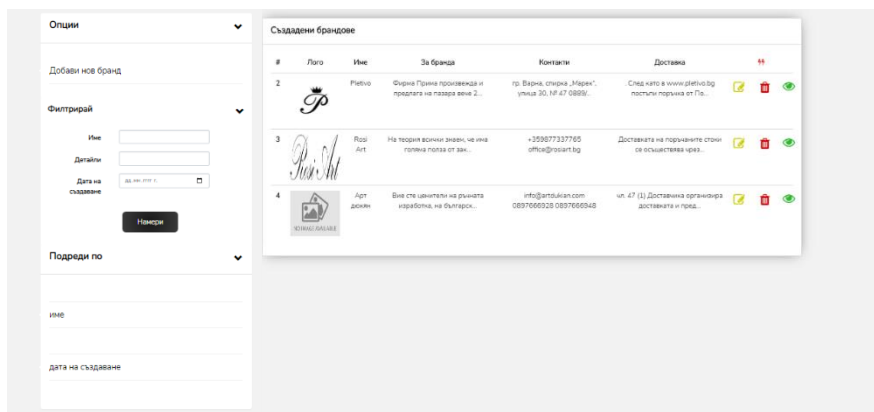 Опции
Добави нов бранд
Филтрирай
Име
Детайли
Дата на
създаване
Намери
Подреди по
име
дата на създаване
Създадени брандове
# Лого Име За бранда Контакти Доставка
2 Pletivo Фирма Прима произвежда и гр. Варна, спирка „Марек“, След като в www.pletivo.bg
предлага на пазара вече 2... улица 30, № 47 0889/.. постъпи поръчка от По...
3 Rosi На теория всички знаем, че има +359877337765 Доставката на поръчаните стоки
Art голяма полза от зак... office@rosiart.bg се осъществява чрез...
Rosi Art
4 Арт Вие сте ценители на ръчната info@artdukian.com чл. 47 (1) Доставчика организира
дюкян изработка, на българск... 0897666928 0897666948 доставката и пред...